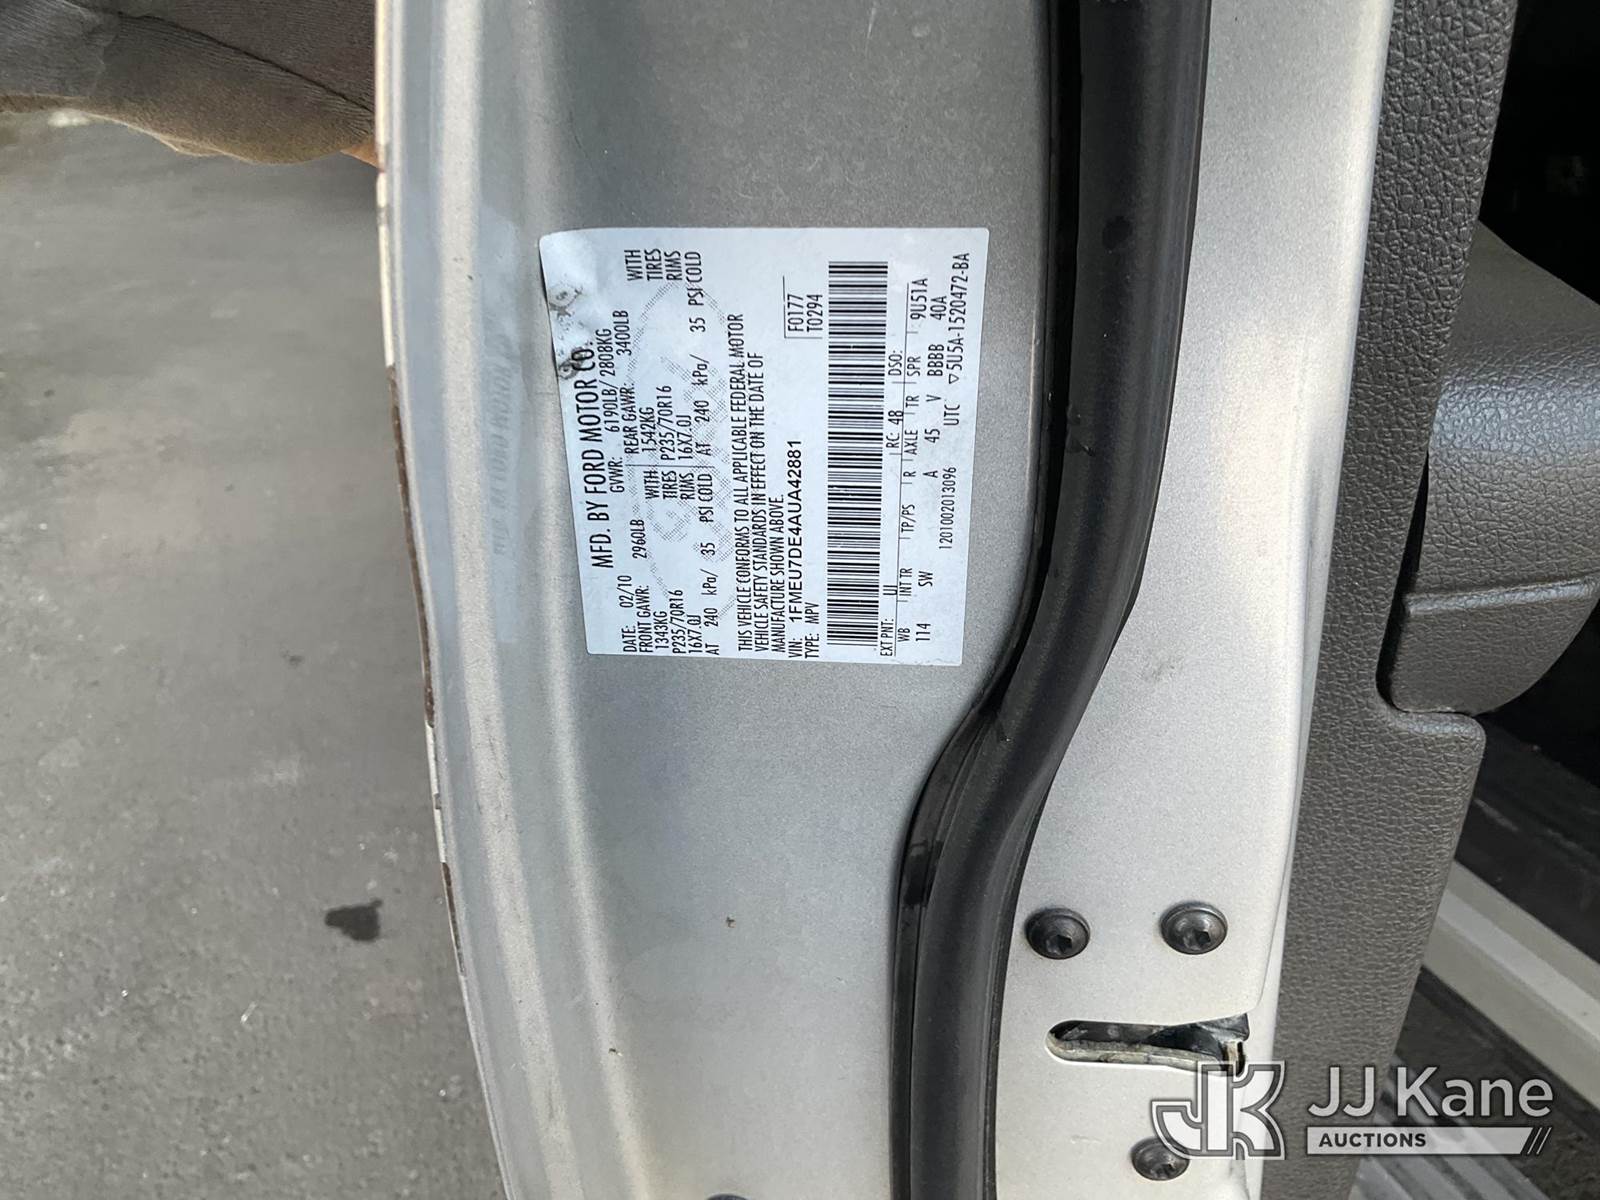 MFD. BY FORD MOTOR CO.
DATE: 02/10 GVWR: 6190LB/ 2808KG
FRONT GAWR: 2960LB REAR GAWR: 3400LB
1343KG WITH 1542KG WITH
P235/70R16 TIRES P235/70R16 TIRES
16X7.0J RIMS 16X7.0J RIMS
AT 240 kPa/ 35 PSI COLD AT 240 kPa/ 35 PSI COLD
THIS VEHICLE CONFORMS TO ALL APPLICABLE FEDERAL MOTOR
VEHICLE SAFETY STANDARDS IN EFFECT ON THE DATE OF
MANUFACTURE SHOWN ABOVE.
VIN: 1FMEU7DE4AUA42881
TYPE: MPV
F0177
T0294
EXT PNT: UI RC: 48 DSO:
WB INT TR TP/PS R AXLE TR SPR 9U51A
114 SW A 45 V BBBB 40A
1201002013096 UTC ▽5U5A-1520472-BA
JK JJ Kane
AUCTIONS